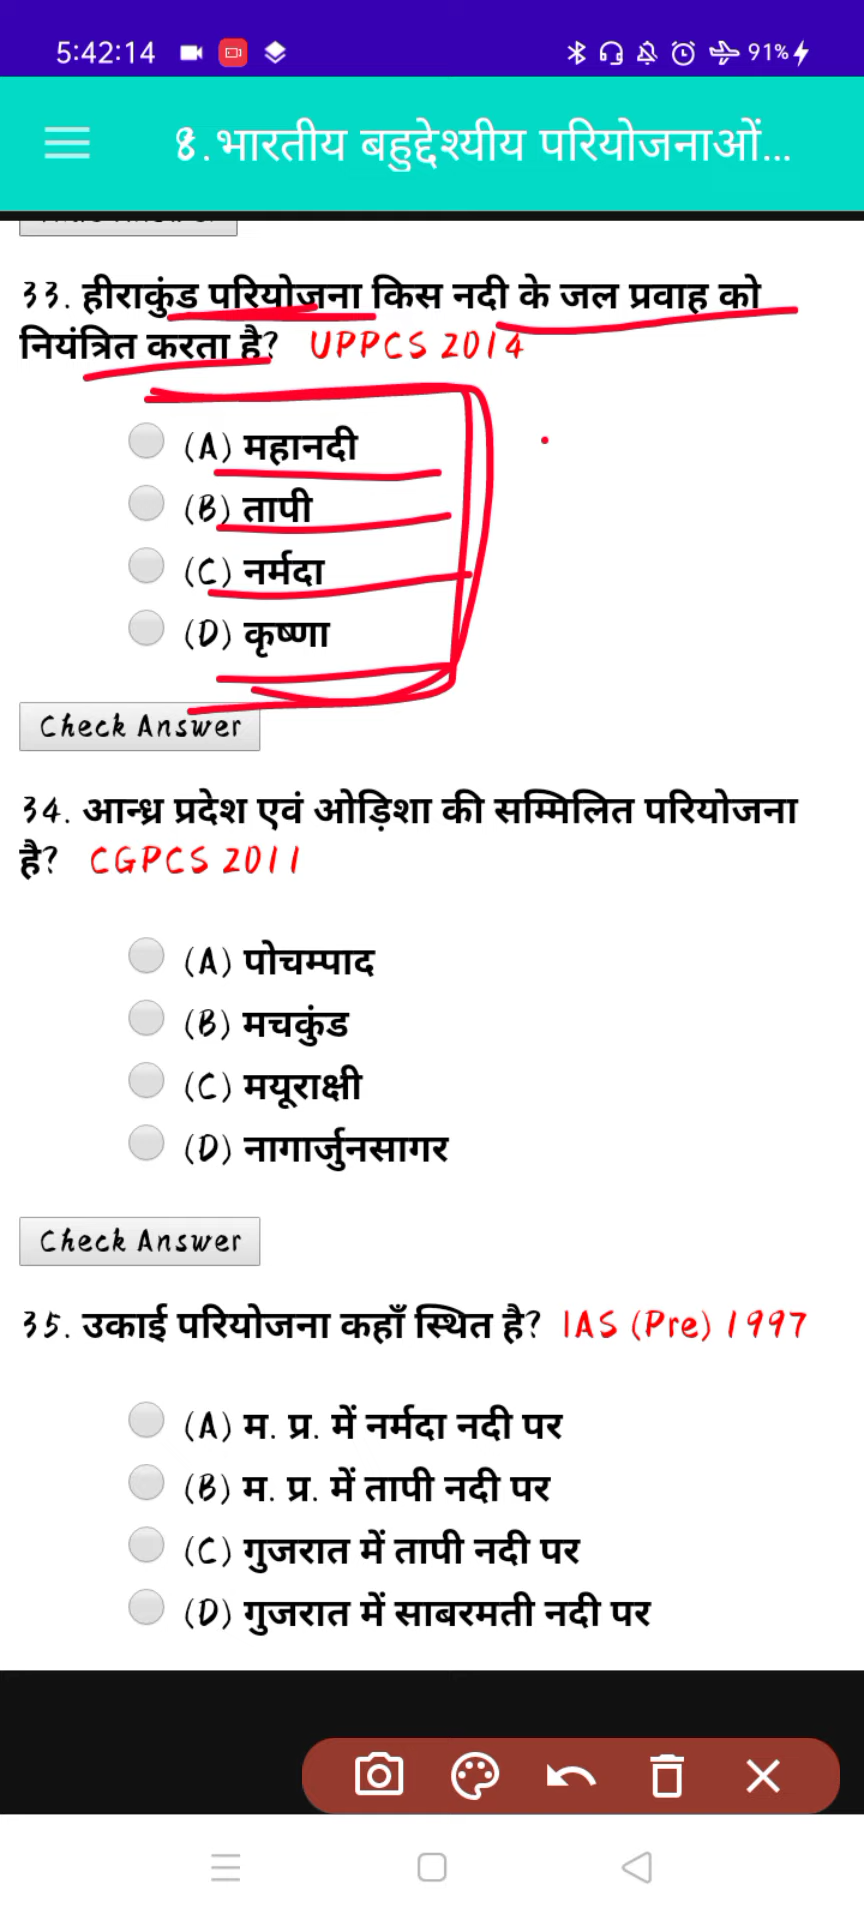 5:42:14
91%
8.भारतीय बहुद्देश्यीय परियोजनाओं...
33. हीराकुंड परियोजना किस नदी के जल प्रवाह को
नियंत्रित करता है? UPPCS 2014
(A) महानदी
(B) तापी
(C) नर्मदा
(D) कृष्णा
Check Answer
34. आन्ध्र प्रदेश एवं ओड़िशा की सम्मिलित परियोजना
है? CGPCS 2011
(A) पोचम्पाद
(B) मचकुंड
(C) मयूराक्षी
(D) नागार्जुनसागर
Check Answer
35. उकाई परियोजना कहाँ स्थित है? IAS (Pre) 1997
(A) म. प्र. में नर्मदा नदी पर
(B) म. प्र. में तापी नदी पर
(C) गुजरात में तापी नदी पर
(D) गुजरात में साबरमती नदी पर